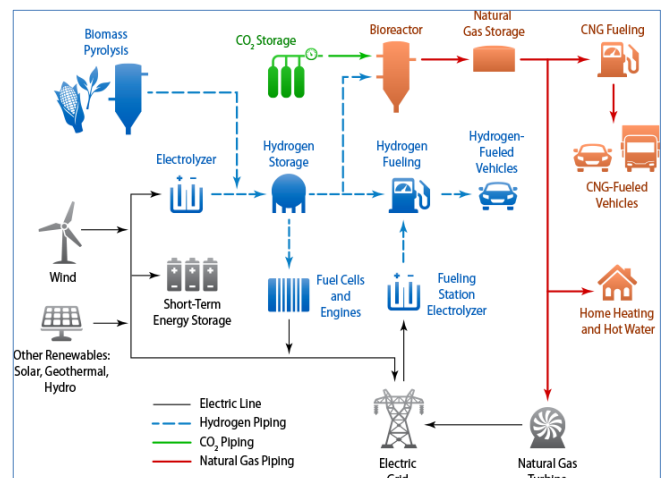 Biomass
Pyrolysis
CO2 Storage
Bioreactor
Natural
Gas Storage
CNG Fueling
Electrolyzer
Hydrogen
Storage
Hydrogen
Fueling
Hydrogen-
Fueled
Vehicles
CNG-Fueled
Vehicles
Wind
Short-Term
Energy Storage
Fuel Cells
and
Engines
Fueling
Station
Electrolyzer
Home Heating
and Hot Water
Other Renewables:
Solar, Geothermal,
Hydro
Electric Line
Hydrogen Piping
CO2 Piping
Natural Gas Piping
Electric
Grid
Natural Gas
Turbine